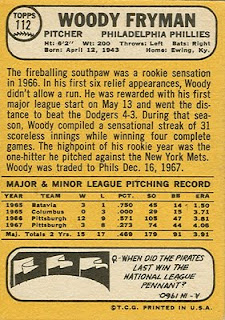 TOPPS
112
WOODY FRYMAN
PITCHER PHILADELPHIA PHILLIES
Ht: 6'2" Wt: 200 Throws: Left Bats: Right
Born: April 12, 1943 Home: Ewing, Ky.
The fireballing southpaw was a rookie sensation
in 1966. In his first six relief appearances, Woody
didn't allow a run. He was rewarded with his first
major league start on May 13 and went the dis-
tance to beat the Dodgers 4-3. During that sea-
son, Woody compiled a sensational streak of 31
scoreless innings while winning four complete
games. The highpoint of his rookie year was the
one-hitter he pitched against the New York Mets.
Woody was traded to Phils Dec. 16, 1967.
MAJOR & MINOR LEAGUE PITCHING RECORD
YEAR W L PCT. SO BB ERA
1965 Batavia 3 1 .750 45 14 1.50
1965 Columbus 0 3 .000 29 15 3.71
1966 Pittsburgh 12 9 .571 105 47 3.81
1967 Pittsburgh 3 8 .273 74 44
Maj. Totals 2 Yrs. 15 17 .469 179 91 3.91
Q-WHEN DID THE PIRATES
LAST WIN THE
NATIONAL LEAGUE
PENNANT?
A- IN 1960.
©T.C.G. PRINTED IN U.S.A.